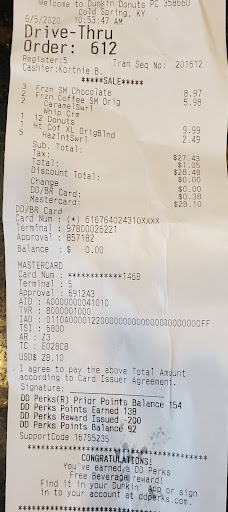 Welcome to Dunkin Donuts PC 358660
Cold Spring, KY
6/5/2020 10:53:47 AM
Drive-Thru
Order: 612
Register:5 Tran Seq No: 201612
Cashier:Kortnie B.
*****SALE*****
3 Frzn SM Chocolate 8.97
2 Frzn Coffee SM Orig 5.98
CaramelSwrl
Whip Crm
1 12 Donuts 9.99
1 Ht Cof XL OrigBlnd 2.49
5 HazlntSwrl
Sub. Total: $27.43
Tax: $1.05
Total: $28.48
Discount Total: $0.00
Change $0.00
DD/BR Card: $0.38
Mastercard: $28.10
DD/BR Card
Card Num : (*) 616764024310XXXX
Terminal : 97800026221
Approval : 857182
Balance : $ 0.00
MASTERCARD
Card Num : ************1468
Terminal : 5
Approval : 691243
AID : A0000000041010
TVR : 8000001000
IAD : 0110A00001220000000000000000000000FF
TSI : 6800
AR : Z3
TC : E0280B
USD$ 28.10
I agree to pay the above Total Amount
according to Card Issuer Agreement.
Signature:
DD Perks(R) Prior Points Balance 154
DD Perks Points Earned 138
DD Perks Reward Issued -200
DD Perks Points Balance 92
SupportCode 16755235
CONGRATULATIONS!
You've earned a DD Perks
Free Beverage reward!
Find it in your Dunkin' App or sign
in to your account at ddperks.com.